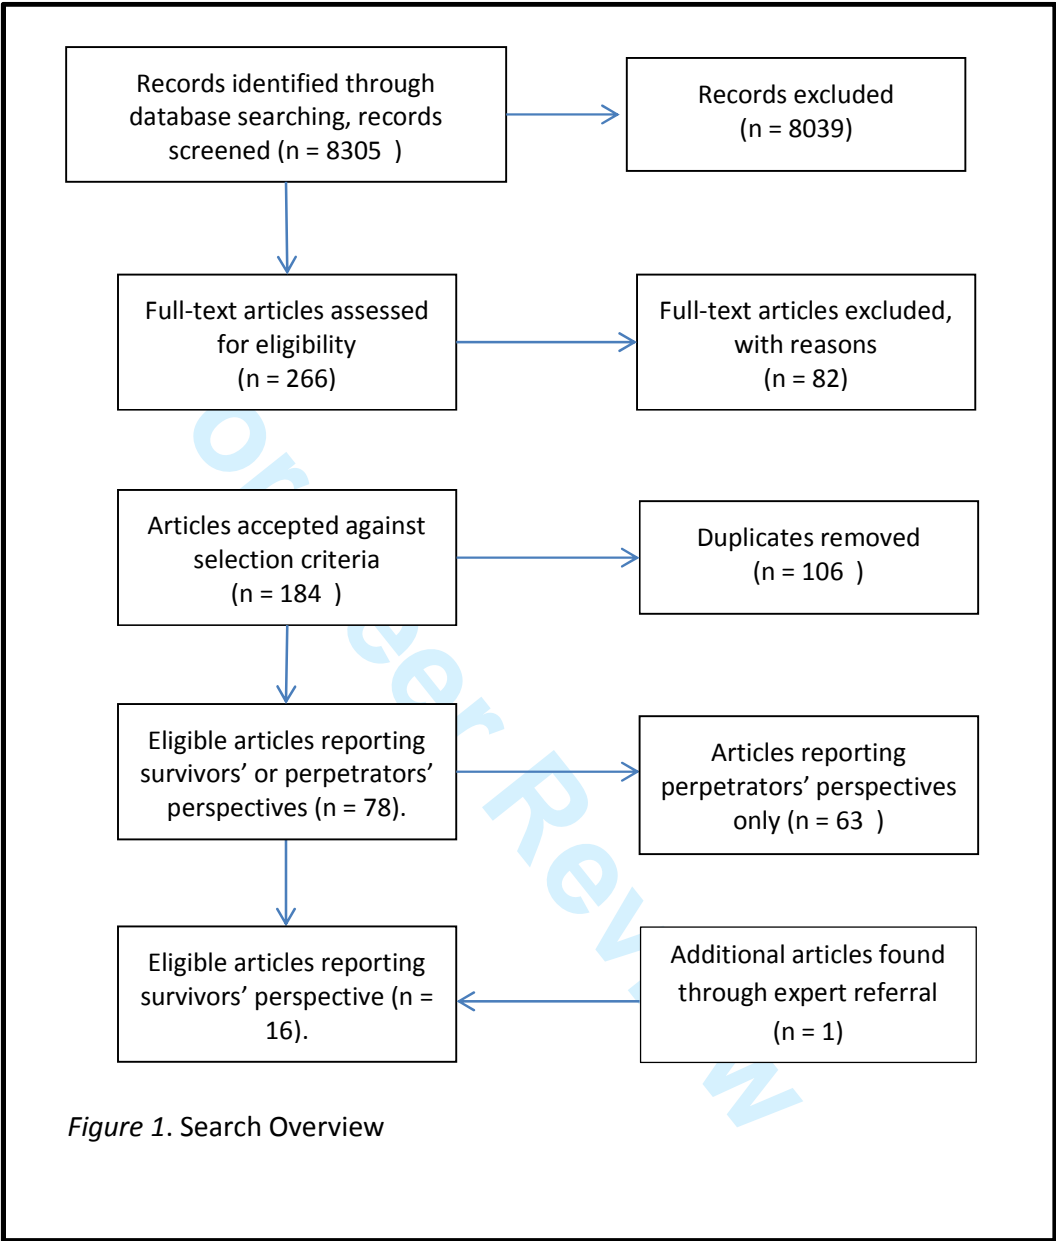 Records identified through
database searching, records
screened (n = 8305  )
Records excluded
(n = 8039)
Full-text articles assessed
for eligibility
(n = 266)
Full-text articles excluded,
with reasons
(n = 82)
Articles accepted against
selection criteria
(n = 184  )
Duplicates removed
(n = 106  )
Eligible articles reporting
survivors’ or perpetrators’
perspectives (n = 78).
Articles reporting
perpetrators’ perspectives
only (n = 63  )
Eligible articles reporting
survivors’ perspective (n =
16).
Additional articles found
through expert referral
(n = 1)
Figure 1. Search Overview